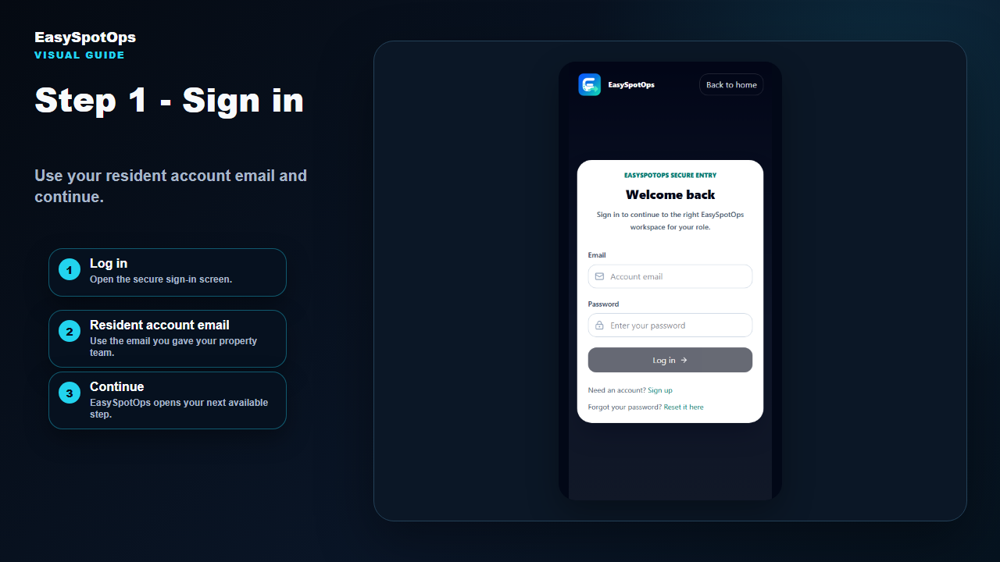 EasySpotOps
VISUAL GUIDE
Step 1 - Sign in
Use your resident account email and
continue.
1
Log in
Open the secure sign-in screen.
2
Resident account email
Use the email you gave your property
team.
3
Continue
EasySpotOps opens your next available
step.
EasySpotOps
Back to home
EASYSPOTOPS SECURE ENTRY
Welcome back
Sign in to continue to the right EasySpotOps
workspace for your role.
Email
Account email
Password
Enter your password
Log in →
Need an account? Sign up
Forgot your password? Reset it here